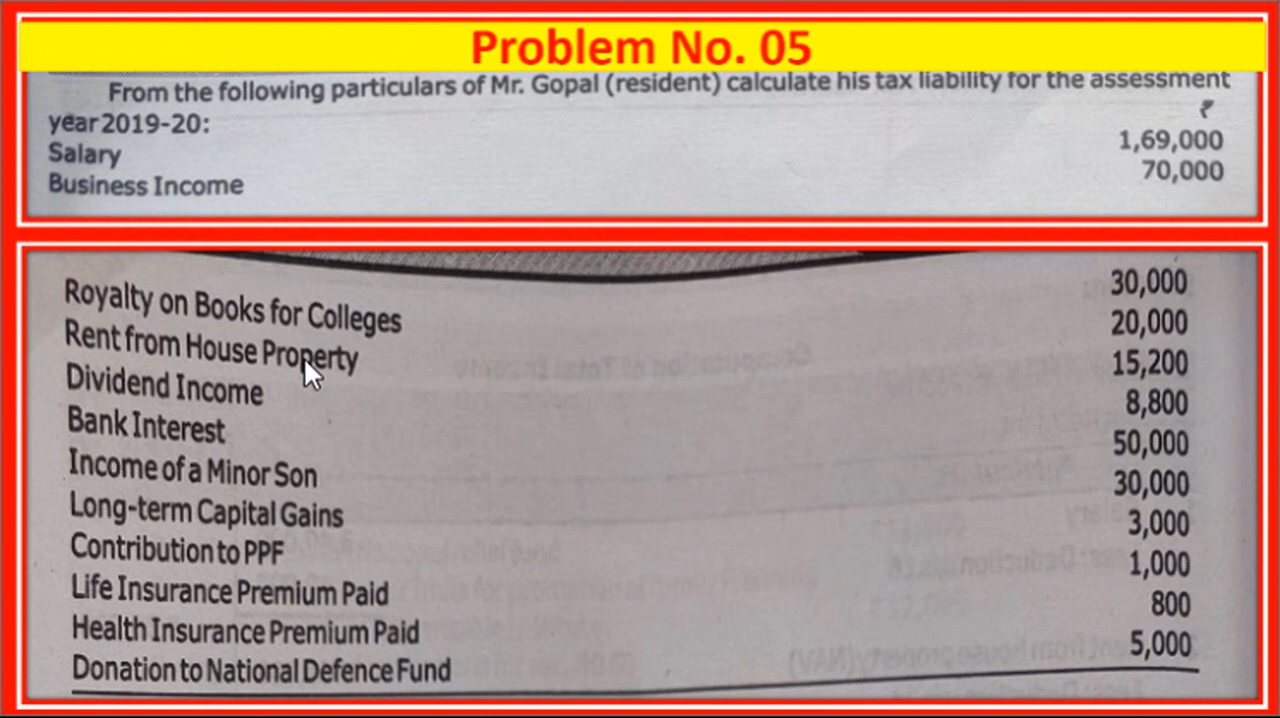 Problem No. 05
From the following particulars of Mr. Gopal (resident) calculate his tax liability for the assessment
year 2019-20: ₹
Salary 1,69,000
Business Income 70,000
Royalty on Books for Colleges 30,000
Rent from House Property 20,000
Dividend Income 15,200
Bank Interest 8,800
Income of a Minor Son 50,000
Long-term Capital Gains 30,000
Contribution to PPF 3,000
Life Insurance Premium Paid 1,000
Health Insurance Premium Paid 800
Donation to National Defence Fund 5,000